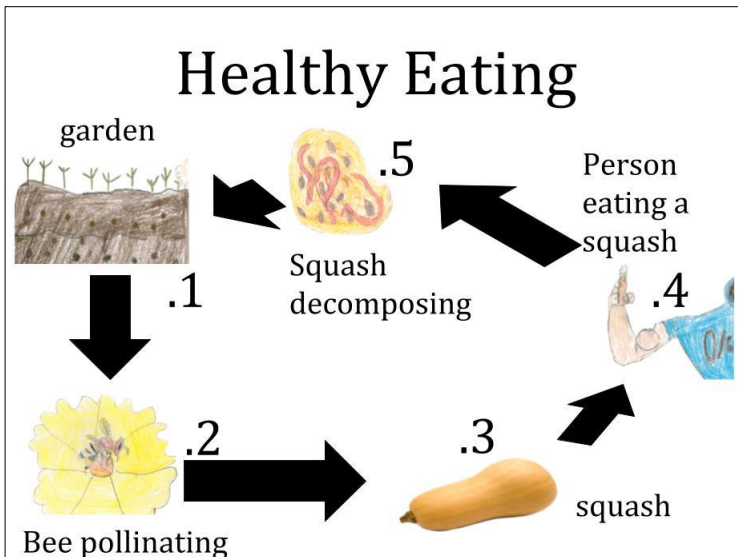 Healthy Eating
garden
.5
Person
eating a
squash
Squash
decomposing
.1
.4
.2
.3
squash
Bee pollinating